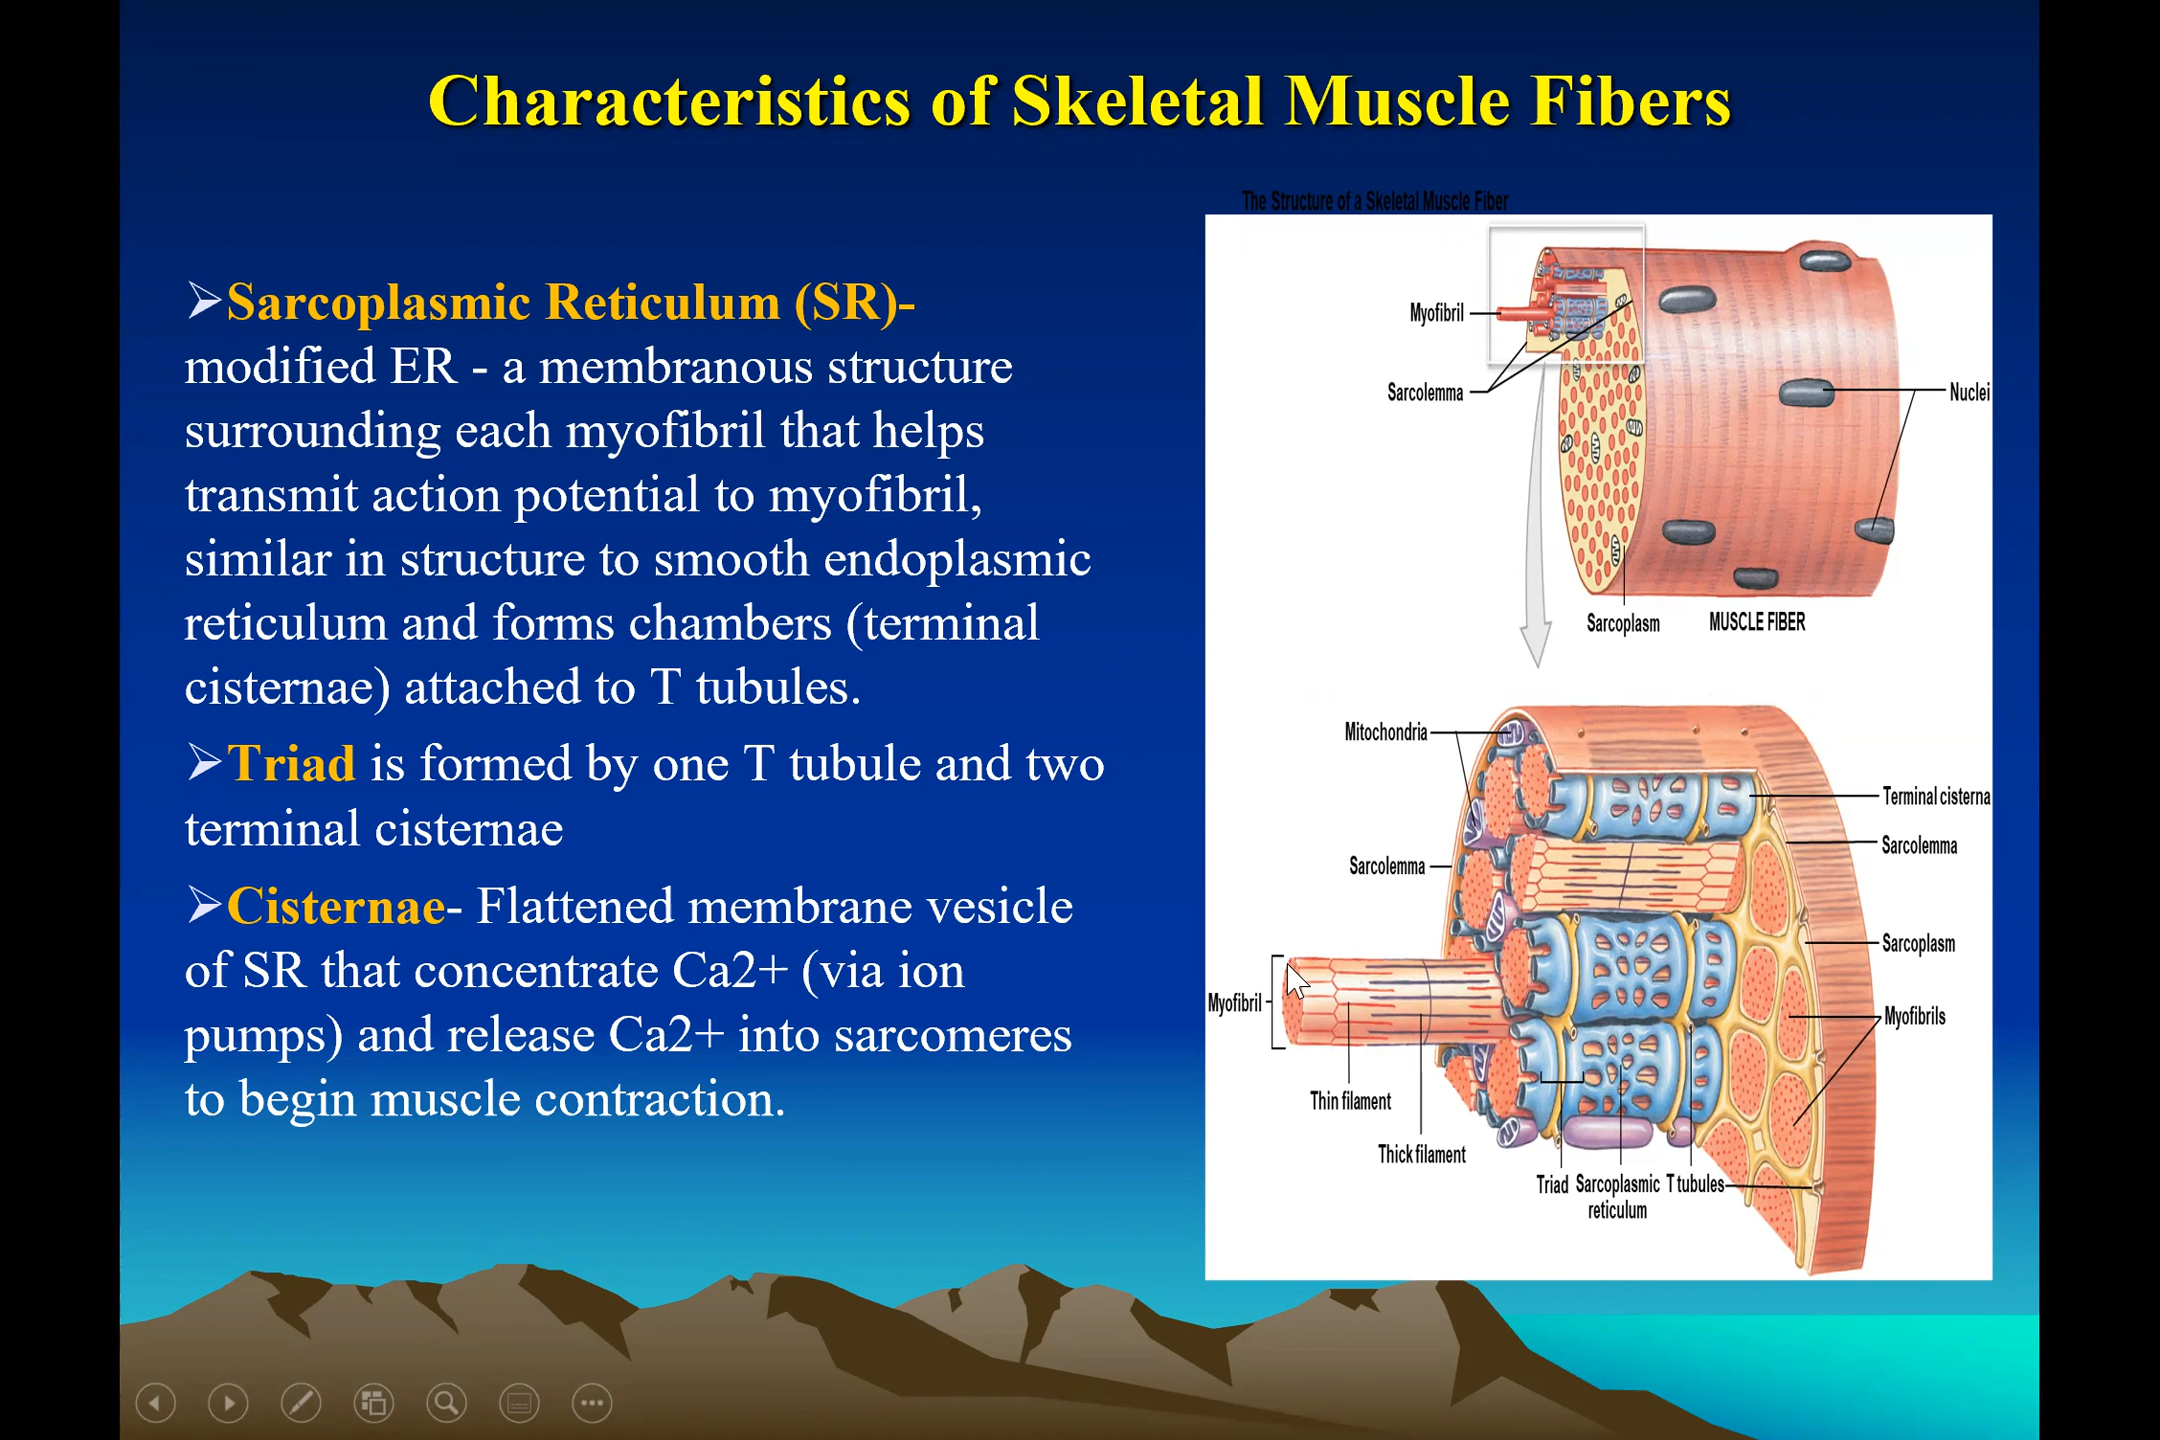 Characteristics of Skeletal Muscle Fibers
The Structure of a Skeletal Muscle Fiber
➢Sarcoplasmic Reticulum (SR)-
modified ER - a membranous structure
surrounding each myofibril that helps
transmit action potential to myofibril,
similar in structure to smooth endoplasmic
reticulum and forms chambers (terminal
cisternae) attached to T tubules.
➢Triad is formed by one T tubule and two
terminal cisternae
➢Cisternae- Flattened membrane vesicle
of SR that concentrate Ca2+ (via ion
pumps) and release Ca2+ into sarcomeres
to begin muscle contraction.
Myofibril
Sarcolemma
Nuclei
Sarcoplasm
MUSCLE FIBER
Mitochondria
Terminal cisterna
Sarcolemma
Sarcolemma
Sarcoplasm
Myofibril
Myofibrils
Thin filament
Thick filament
Triad
Sarcoplasmic
reticulum
T tubules